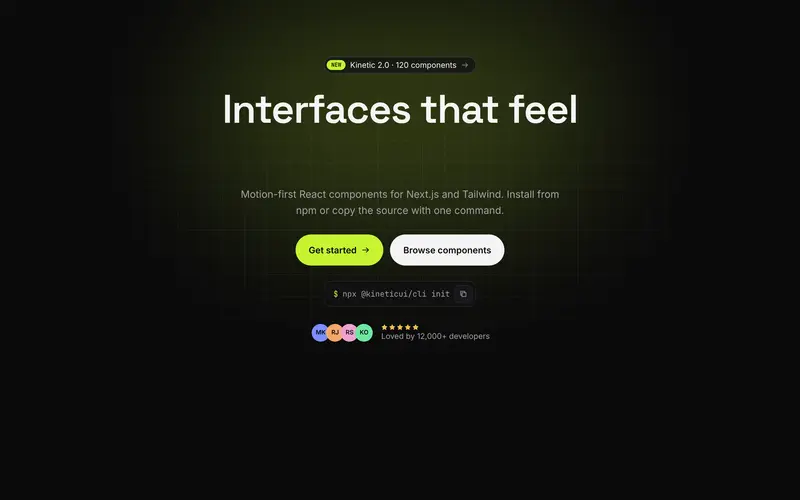 NEW Kinetic 2.0 · 120 components →
Interfaces that feel
Motion-first React components for Next.js and Tailwind. Install from
npm or copy the source with one command.
Get started → Browse components
$ npx @kineticui/cli init
MK RJ RS KO
★★★★★
Loved by 12,000+ developers